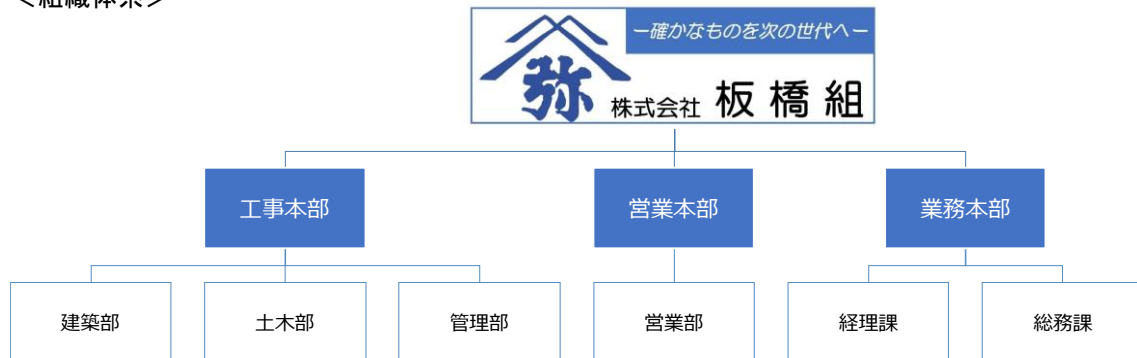 ＜組織体系＞
ー確かなものを次の世代へー
弥
株式会社 板橋組
工事本部
営業本部
業務本部
建築部
土木部
管理部
営業部
経理課
総務課